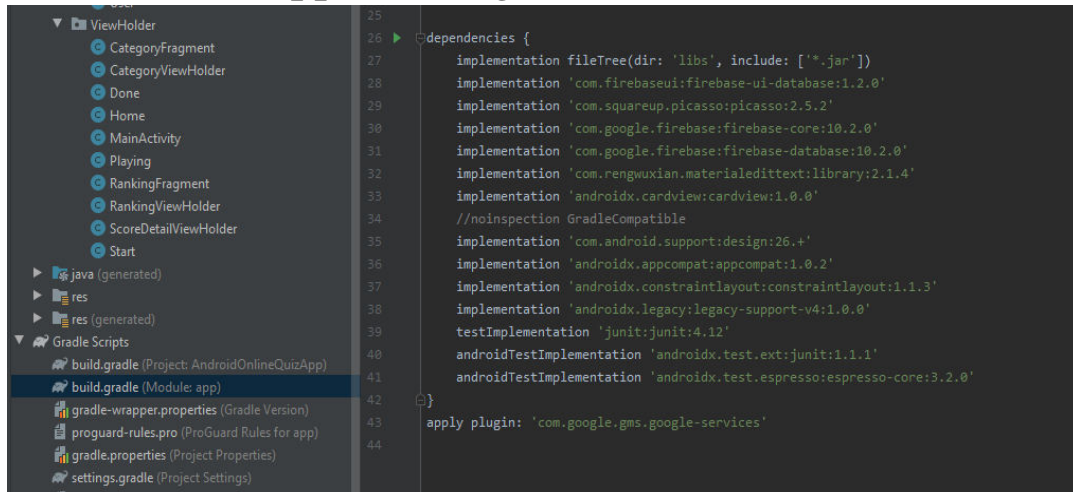 ViewHolder
CategoryFragment
CategoryViewHolder
Done
Home
MainActivity
Playing
RankingFragment
RankingViewHolder
ScoreDetailViewHolder
Start
java (generated)
res
res (generated)
Gradle Scripts
build.gradle (Project: AndroidOnlineQuizApp)
build.gradle (Module: app)
gradle-wrapper.properties (Gradle Version)
proguard-rules.pro (ProGuard Rules for app)
gradle.properties (Project Properties)
settings.gradle (Project Settings)
25
26 dependencies {
27 implementation fileTree(dir: 'libs', include: ['*.jar'])
28 implementation 'com.firebaseui:firebase-ui-database:1.2.0'
29 implementation 'com.squareup.picasso:picasso:2.5.2'
30 implementation 'com.google.firebase:firebase-core:10.2.0'
31 implementation 'com.google.firebase:firebase-database:10.2.0'
32 implementation 'com.rengwuxian.materialedittext:library:2.1.4'
33 implementation 'androidx.cardview:cardview:1.0.0'
34 //noinspection GradleCompatible
35 implementation 'com.android.support:design:26.+'
36 implementation 'androidx.appcompat:appcompat:1.0.2'
37 implementation 'androidx.constraintlayout:constraintlayout:1.1.3'
38 implementation 'androidx.legacy:legacy-support-v4:1.0.0'
39 testImplementation 'junit:junit:4.12'
40 androidTestImplementation 'androidx.test.ext:junit:1.1.1'
41 androidTestImplementation 'androidx.test.espresso:espresso-core:3.2.0'
42 }
43 apply plugin: 'com.google.gms.google-services'
44